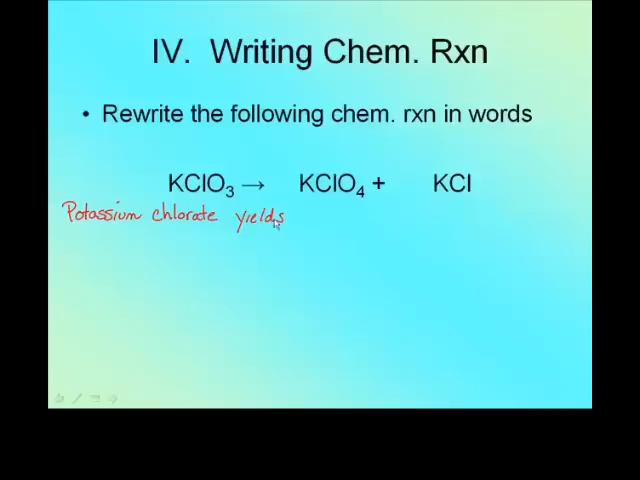 IV. Writing Chem. Rxn
• Rewrite the following chem. rxn in words
KClO₃ → KClO₄ + KCl
Potassium chlorate yields